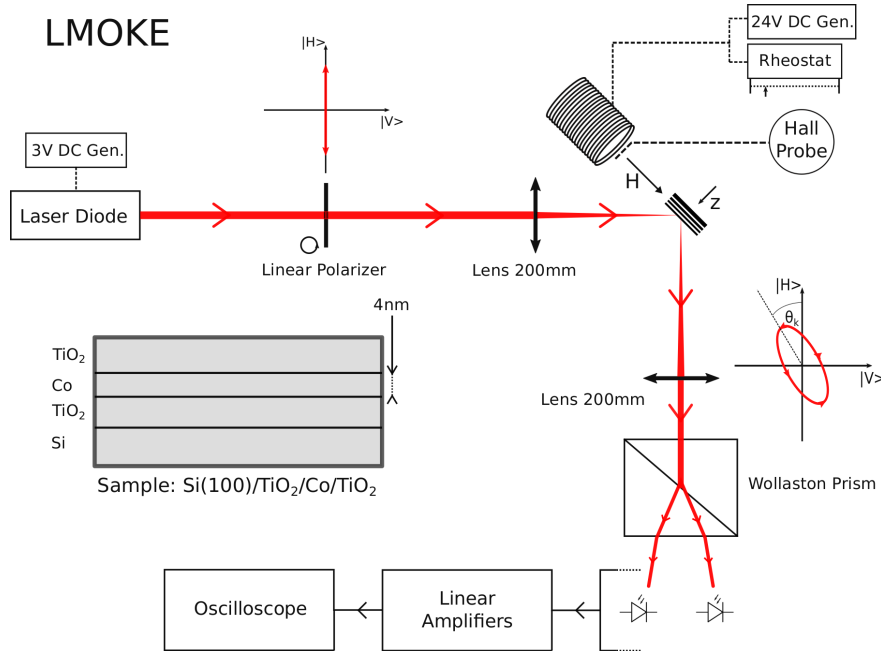 LMOKE
|H>
|V>
24V DC Gen.
Rheostat
Hall
Probe
3V DC Gen.
Laser Diode
H
z
Linear Polarizer
Lens 200mm
4nm
TiO₂
Co
TiO₂
Si
Sample: Si(100)/TiO₂/Co/TiO₂
|H>
θₖ
|V>
Lens 200mm
Wollaston Prism
Oscilloscope
Linear
Amplifiers